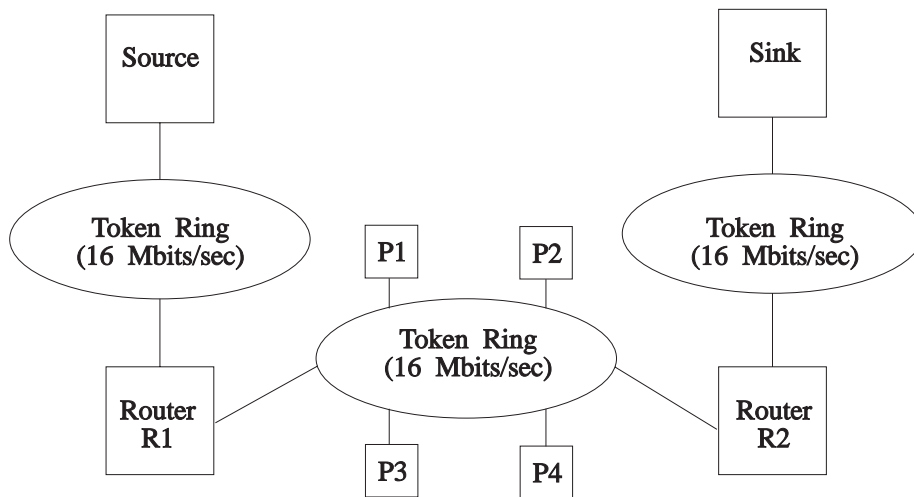 Source
Sink
Token Ring
(16 Mbits/sec)
Token Ring
(16 Mbits/sec)
P1
P2
Token Ring
(16 Mbits/sec)
Router
R1
Router
R2
P3
P4